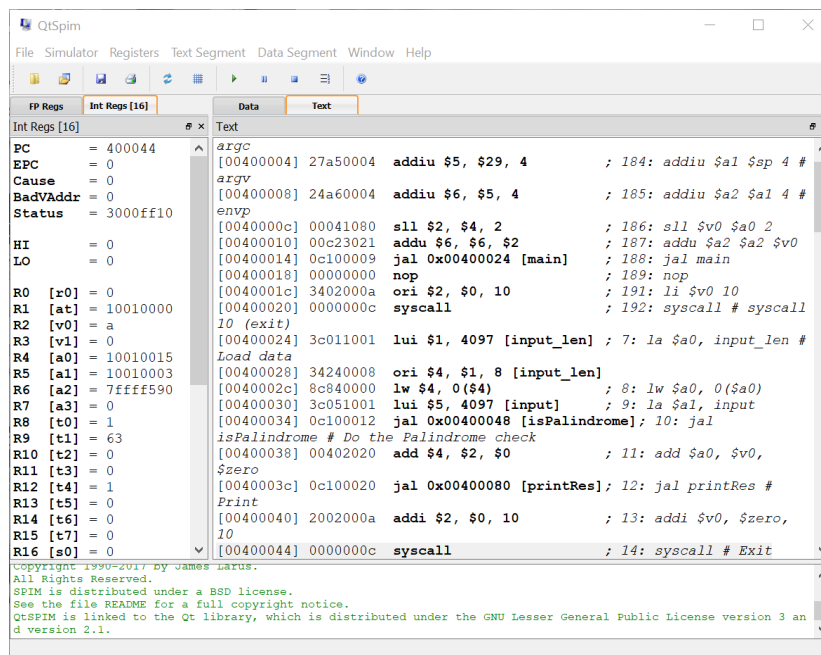 QtSpim
File Simulator Registers Text Segment Data Segment Window Help
FP Regs Int Regs [16] Data Text
Int Regs [16]
PC = 400044
EPC = 0
Cause = 0
BadVAddr = 0
Status = 3000ff10
HI = 0
LO = 0
R0 [r0] = 0
R1 [at] = 10010000
R2 [v0] = a
R3 [v1] = 0
R4 [a0] = 10010015
R5 [a1] = 10010003
R6 [a2] = 7ffff590
R7 [a3] = 0
R8 [t0] = 1
R9 [t1] = 63
R10 [t2] = 0
R11 [t3] = 0
R12 [t4] = 1
R13 [t5] = 0
R14 [t6] = 0
R15 [t7] = 0
R16 [s0] = 0
Text
argc
[00400004] 27a50004 addiu $5, $29, 4 ; 184: addiu $a1 $sp 4 #
argv
[00400008] 24a60004 addiu $6, $5, 4 ; 185: addiu $a2 $a1 4 #
envp
[0040000c] 00041080 sll $2, $4, 2 ; 186: sll $v0 $a0 2
[00400010] 00c23021 addu $6, $6, $2 ; 187: addu $a2 $a2 $v0
[00400014] 0c100009 jal 0x00400024 [main] ; 188: jal main
[00400018] 00000000 nop ; 189: nop
[0040001c] 3402000a ori $2, $0, 10 ; 191: li $v0 10
[00400020] 0000000c syscall ; 192: syscall # syscall
10 (exit)
[00400024] 3c011001 lui $1, 4097 [input_len] ; 7: la $a0, input_len #
Load data
[00400028] 34240008 ori $4, $1, 8 [input_len]
[0040002c] 8c840000 lw $4, 0($4) ; 8: lw $a0, 0($a0)
[00400030] 3c051001 lui $5, 4097 [input] ; 9: la $a1, input
[00400034] 0c100012 jal 0x00400048 [isPalindrome]; 10: jal
isPalindrome # Do the Palindrome check
[00400038] 00402020 add $4, $2, $0 ; 11: add $a0, $v0,
$zero
[0040003c] 0c100020 jal 0x00400080 [printRes]; 12: jal printRes #
Print
[00400040] 2002000a addi $2, $0, 10 ; 13: addi $v0, $zero,
10
[00400044] 0000000c syscall ; 14: syscall # Exit
Copyright 1990-2017 by James Larus.
All Rights Reserved.
SPIM is distributed under a BSD license.
See the file README for a full copyright notice.
QtSPIM is linked to the Qt library, which is distributed under the GNU Lesser General Public License version 3 an
d version 2.1.